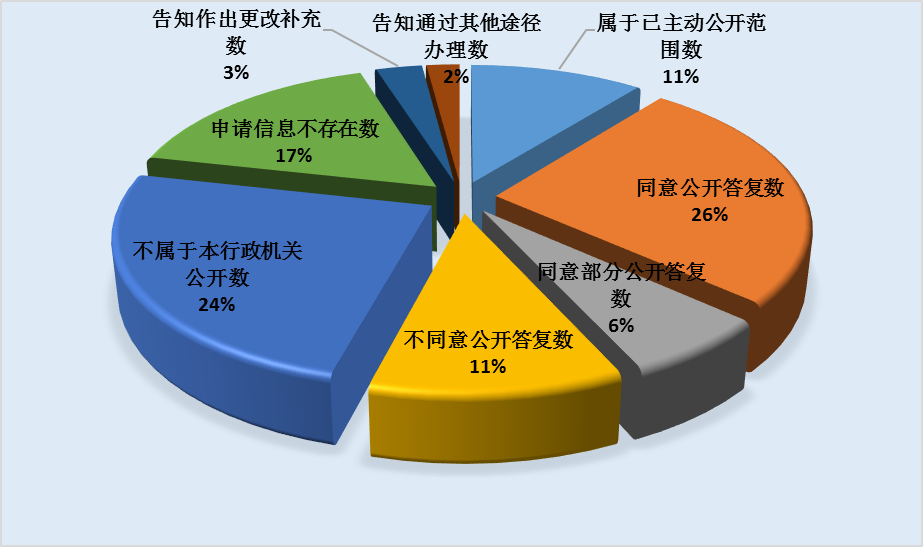 告知作出更改补充
数
3%
告知通过其他途径
办理数
2%
属于已主动公开范
围数
11%
申请信息不存在数
17%
同意公开答复数
26%
不属于本行政机关
公开数
24%
同意部分公开答复
数
6%
不同意公开答复数
11%